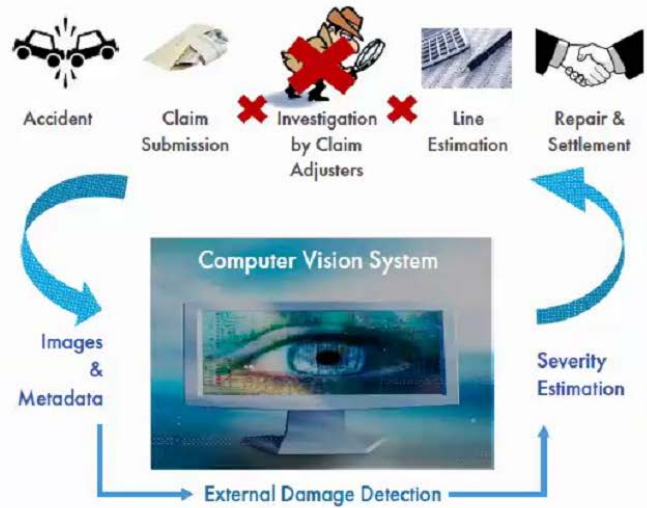 Accident
Claim
Submission
Investigation
by Claim
Adjusters
Line
Estimation
Repair &
Settlement
Computer Vision System
Images
&
Metadata
Severity
Estimation
External Damage Detection